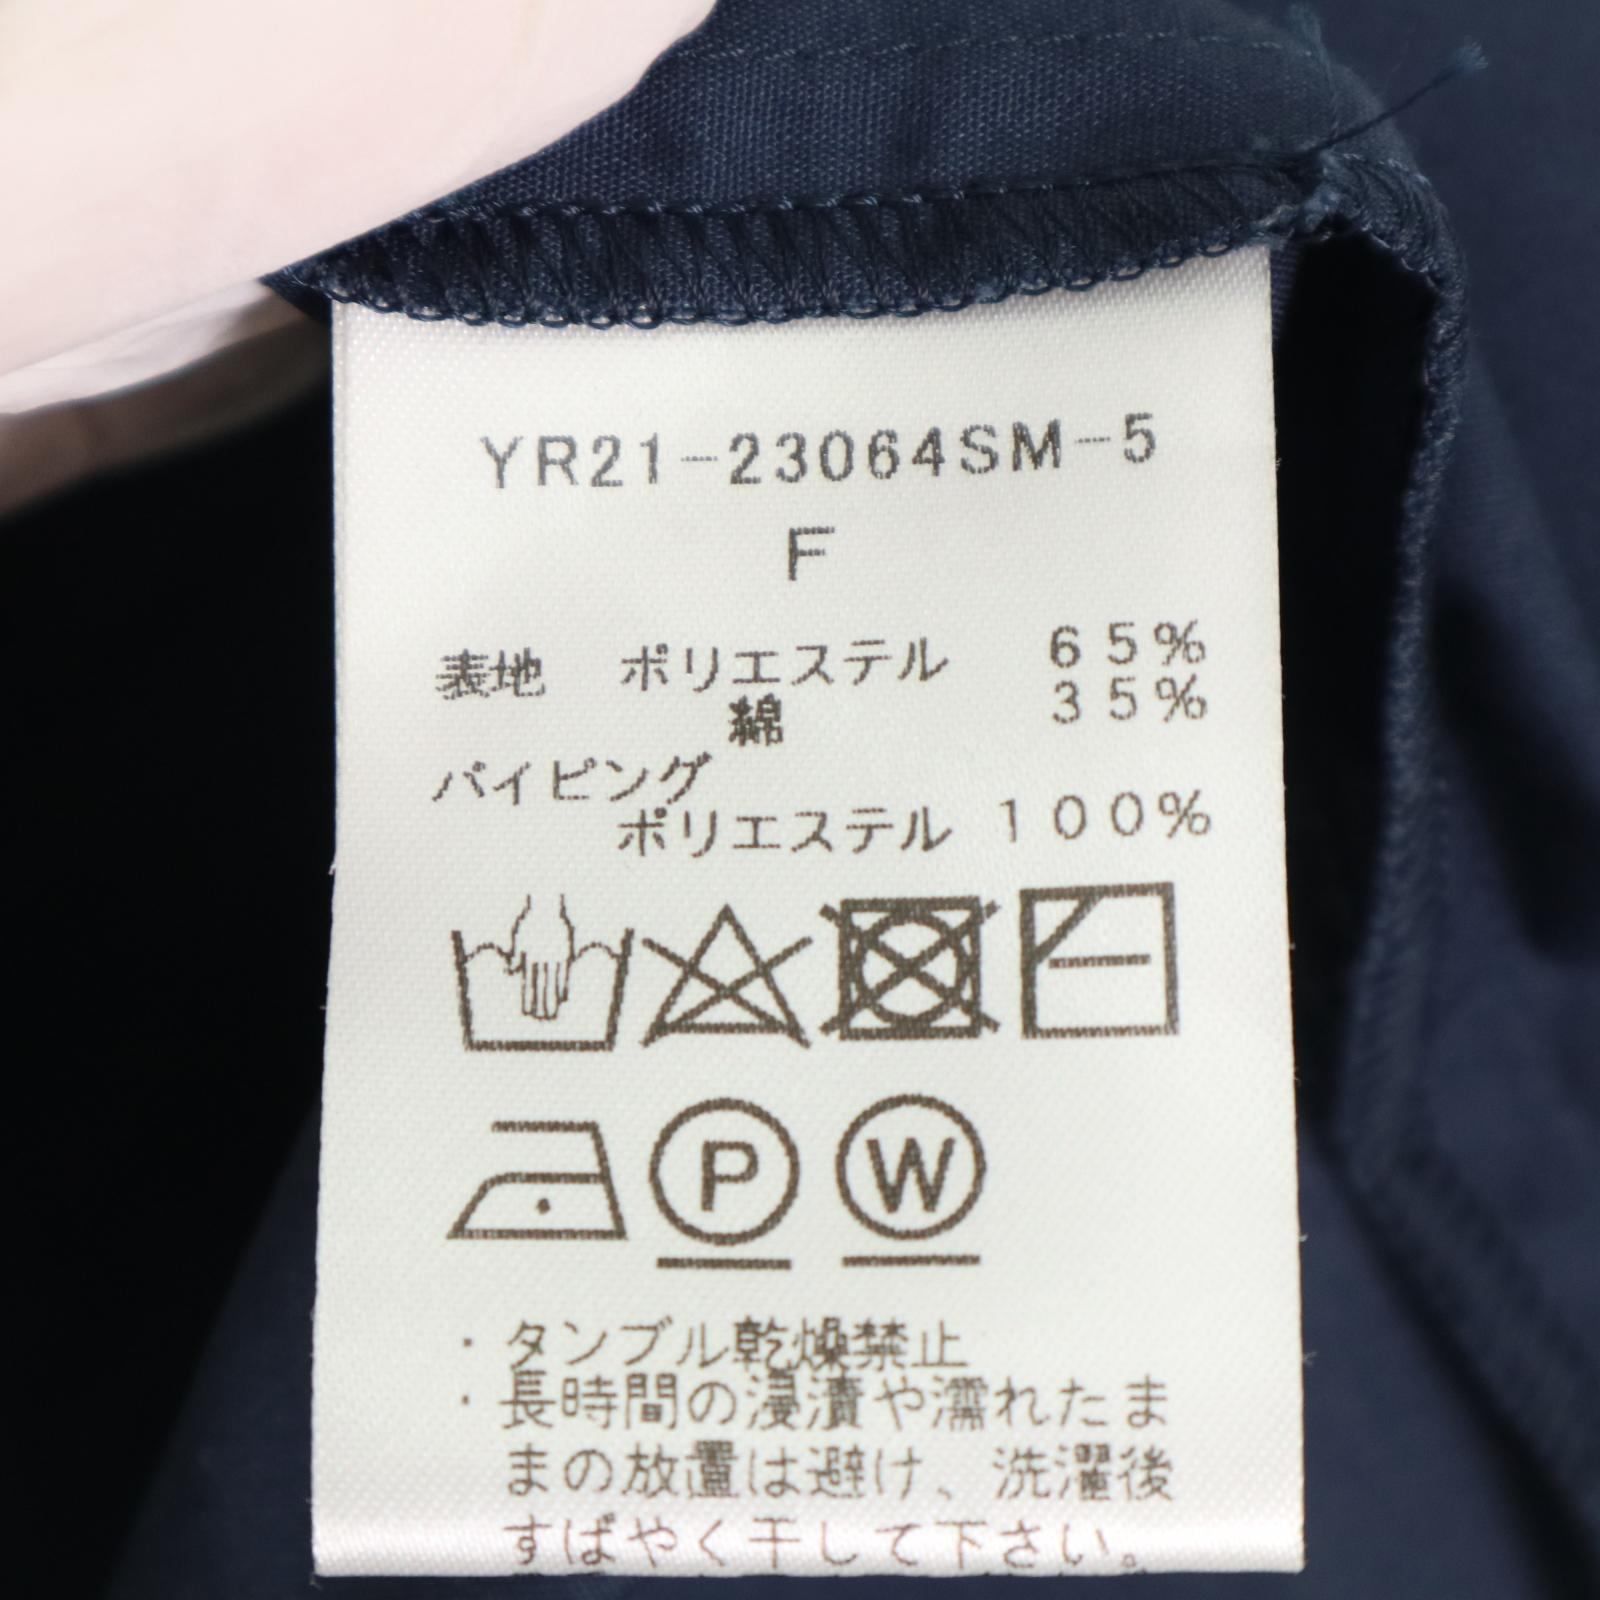 YR21-23064SM-5
F
表地 ポリエステル 65%
綿 35%
パイピング
ポリエステル 100%
P W
・タンブル乾燥禁止
・長時間の浸漬や濡れたま
まの放置は避け、洗濯後
すばやく干して下さい。